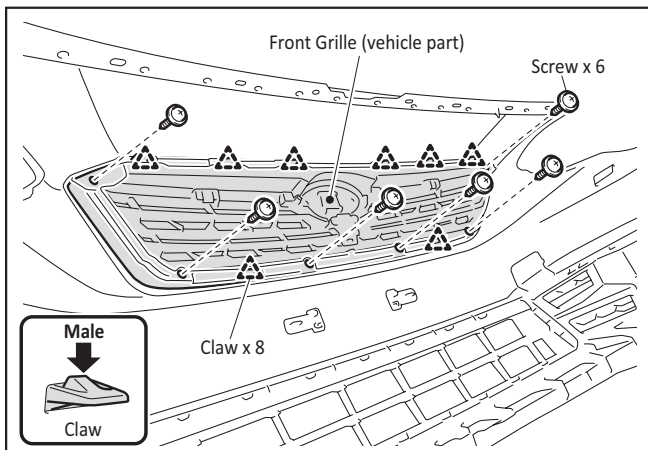 Front Grille (vehicle part)
Screw x 6
Claw x 8
Male
Claw